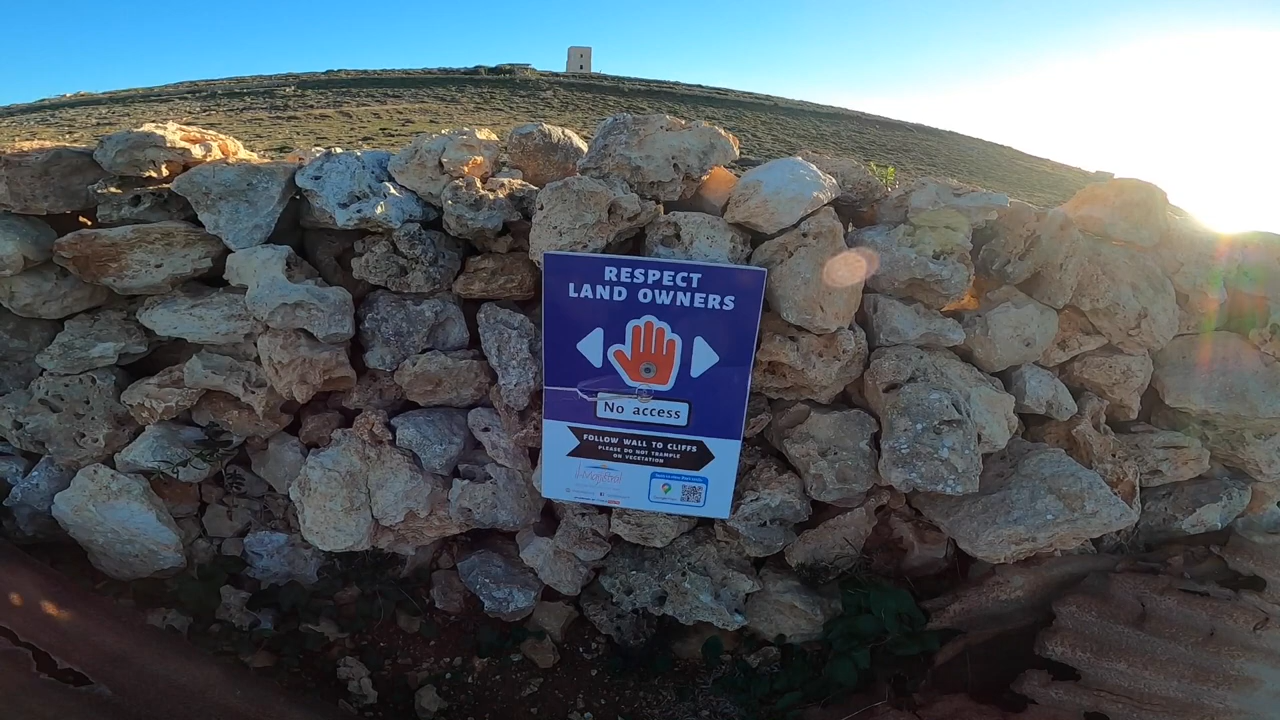 RESPECT
LAND OWNERS
No access
FOLLOW WALL TO CLIFFS
PLEASE DO NOT TRAMPLE
ON VEGETATION